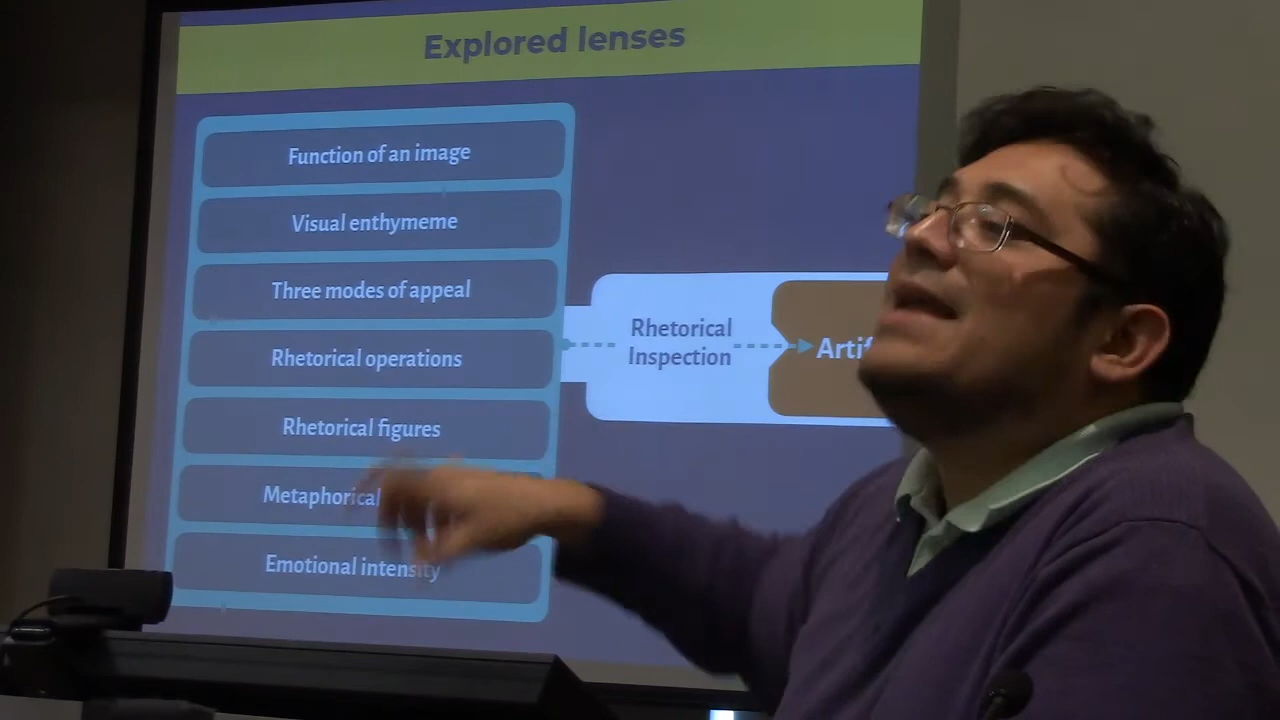 Explored lenses
Function of an image
Visual enthymeme
Three modes of appeal
Rhetorical operations
Rhetorical figures
Metaphorical
Emotional intensity
Rhetorical
Inspection